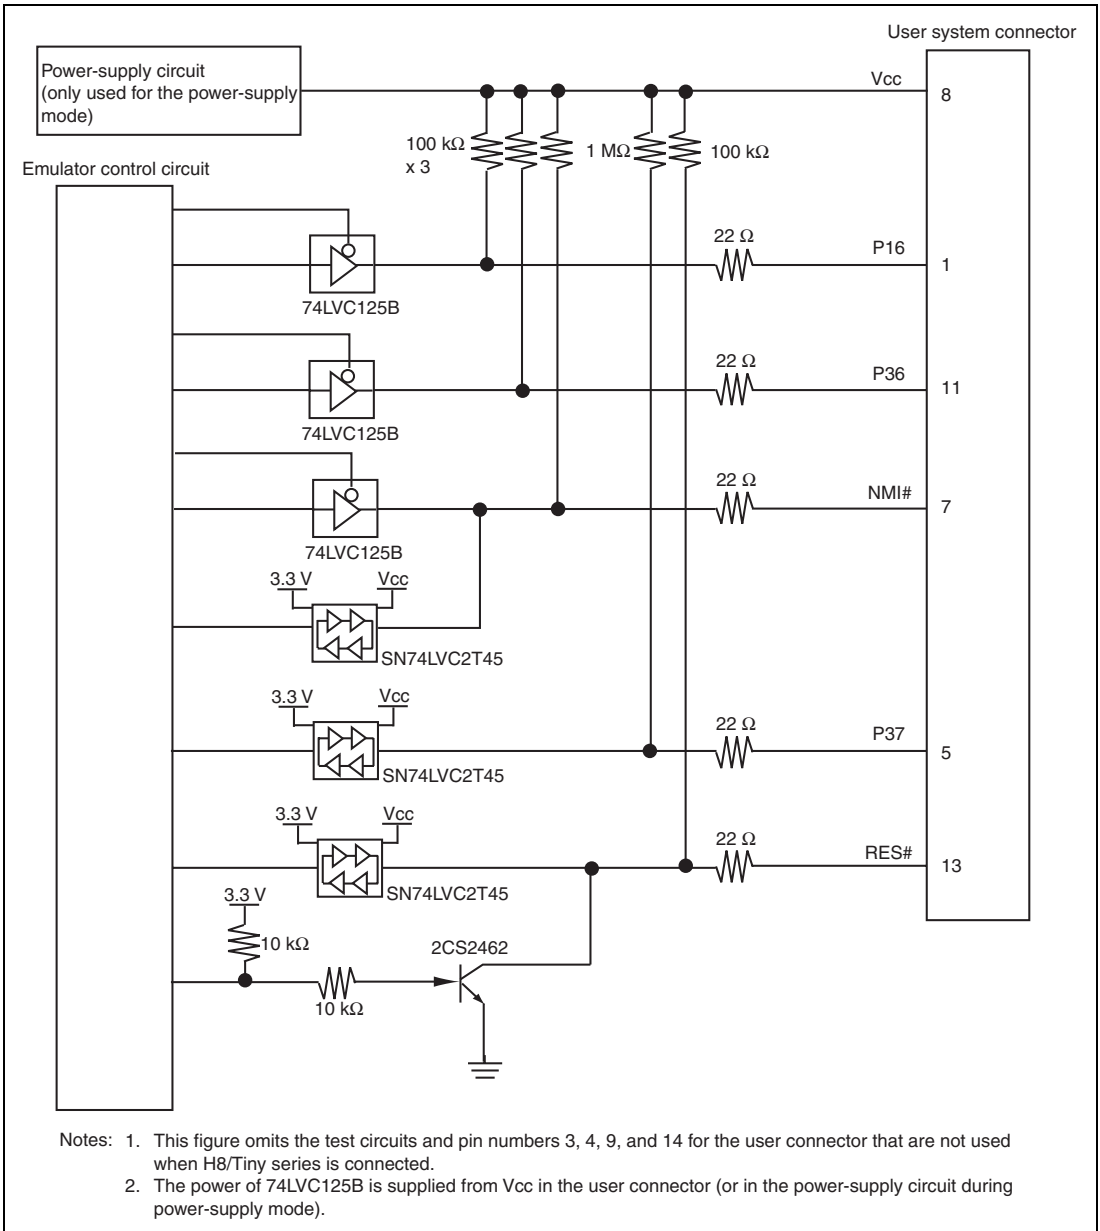 User system connector
Power-supply circuit
(only used for the power-supply
mode)
Vcc
8
100 kΩ
x 3
1 MΩ
100 kΩ
Emulator control circuit
22 Ω
P16
1
74LVC125B
22 Ω
P36
11
74LVC125B
22 Ω
NMI#
7
74LVC125B
3.3 V
Vcc
SN74LVC2T45
3.3 V
Vcc
22 Ω
P37
5
SN74LVC2T45
3.3 V
Vcc
22 Ω
RES#
13
SN74LVC2T45
3.3 V
10 kΩ
2CS2462
10 kΩ
Notes: 1. This figure omits the test circuits and pin numbers 3, 4, 9, and 14 for the user connector that are not used
when H8/Tiny series is connected.
2. The power of 74LVC125B is supplied from Vcc in the user connector (or in the power-supply circuit during
power-supply mode).